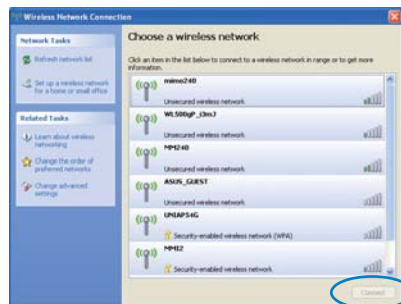 Wireless Network Connection
Network Tasks
Refresh network list
Set up a wireless network
for a home or small office
Related Tasks
Learn about wireless
networking
Change the order of
preferred networks
Change advanced
settings
Choose a wireless network
Click an item in the list below to connect to a wireless network in range or to get more
information.
mimo240
Unsecured wireless network
WL500gP_i3mJ
Unsecured wireless network
MM240
Unsecured wireless network
ASUS_GUEST
Unsecured wireless network
UNIAP54G
Security-enabled wireless network (WPA)
MMI2
Security-enabled wireless network
Connect